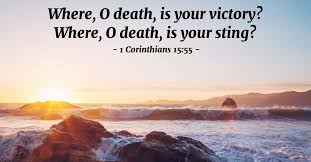 Where, O death, is your victory?
Where, O death, is your sting?
~ 1 Corinthians 15:55 ~